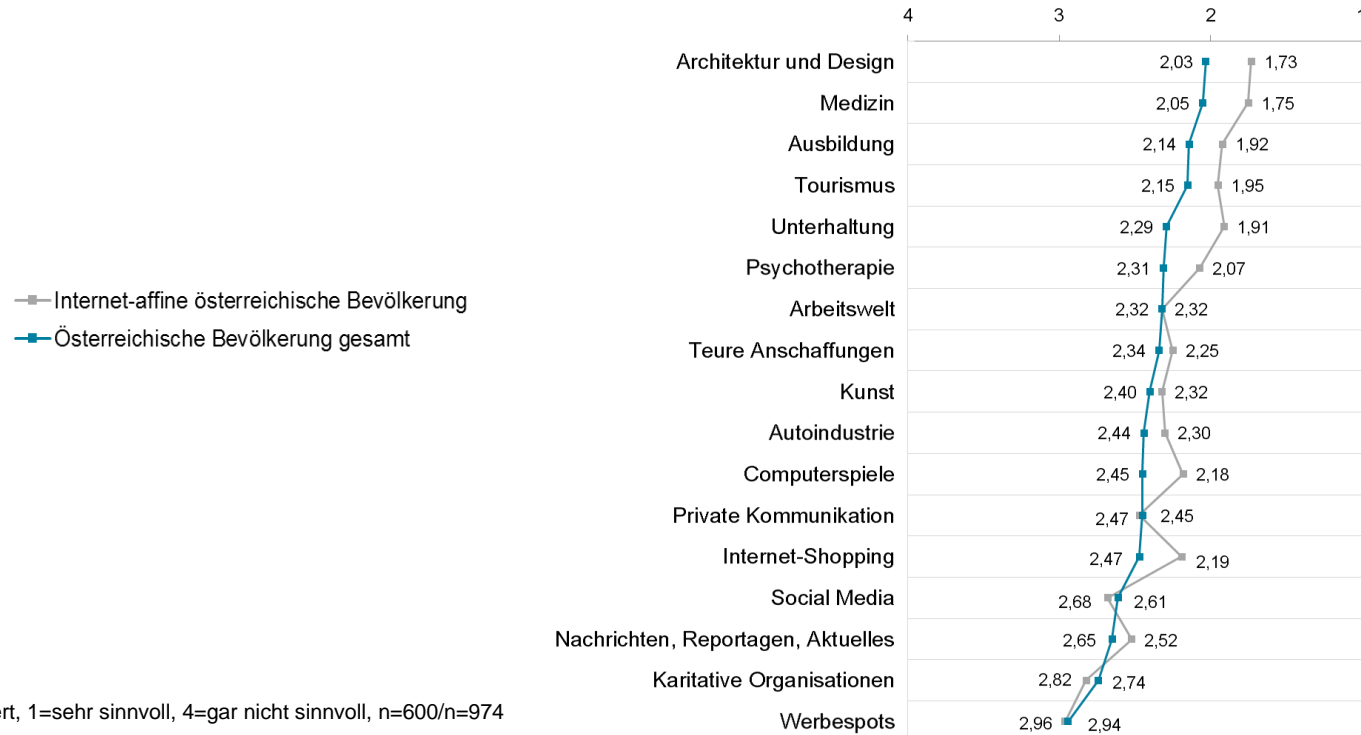 4 3 2 1
Architektur und Design 2,03 1,73
Medizin 2,05 1,75
Ausbildung 2,14 1,92
Tourismus 2,15 1,95
Unterhaltung 2,29 1,91
Psychotherapie 2,31 2,07
Internet-affine österreichische Bevölkerung
Arbeitswelt 2,32 2,32
Österreichische Bevölkerung gesamt
Teure Anschaffungen 2,34 2,25
Kunst 2,40 2,32
Autoindustrie 2,44 2,30
Computerspiele 2,45 2,18
Private Kommunikation 2,47 2,45
Internet-Shopping 2,47 2,19
Social Media 2,68 2,61
Nachrichten, Reportagen, Aktuelles 2,65 2,52
Karitative Organisationen 2,82 2,74
rt, 1=sehr sinnvoll, 4=gar nicht sinnvoll, n=600/n=974
Werbespots 2,96 2,94